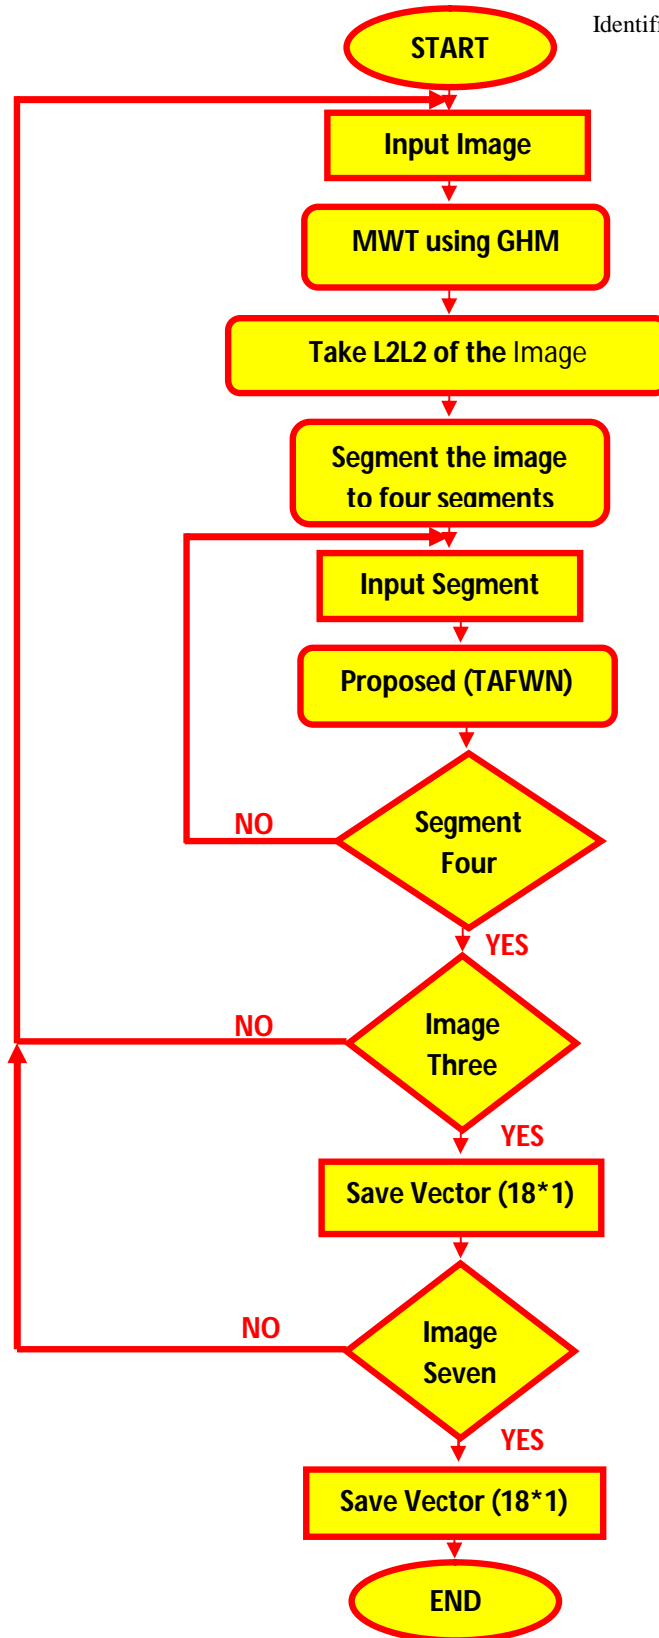 Identif
START
Input Image
MWT using GHM
Take L2L2 of the Image
Segment the image
to four segments
Input Segment
Proposed (TAFWN)
NO
Segment
Four
YES
NO
Image
Three
YES
Save Vector (18*1)
NO
Image
Seven
YES
Save Vector (18*1)
END